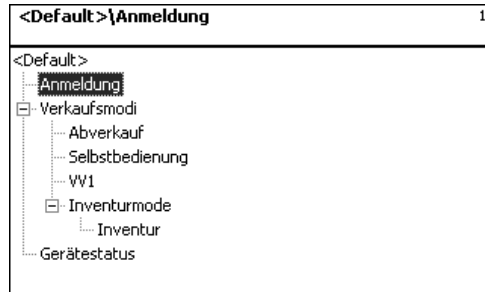 <Default>\Anmeldung 1
<Default>
Anmeldung
Verkaufsmodi
Abverkauf
Selbstbedienung
VV1
Inventurmode
Inventur
Gerätestatus